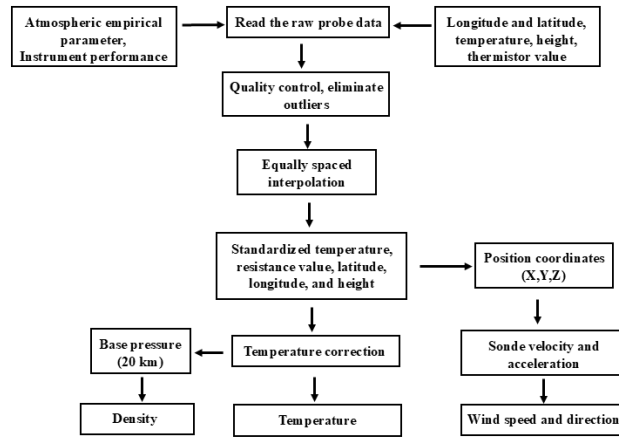 Atmospheric empirical
parameter,
Instrument performance
Read the raw probe data
Longitude and latitude,
temperature, height,
thermistor value
Quality control, eliminate
outliers
Equally spaced
interpolation
Standardized temperature,
resistance value, latitude,
longitude, and height
Position coordinates
(X,Y,Z)
Base pressure
(20 km)
Temperature correction
Sonde velocity and
acceleration
Density
Temperature
Wind speed and direction